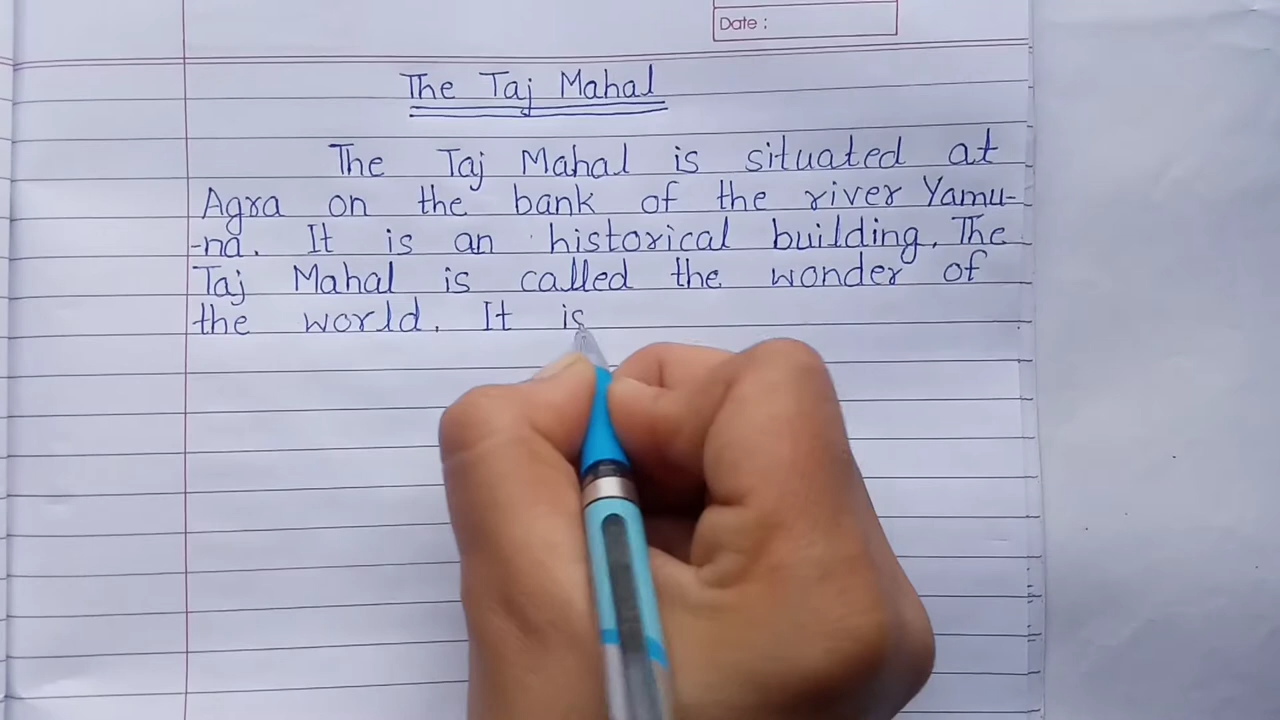 Date :
The Taj Mahal
The Taj Mahal is situated at
Agra on the bank of the river Yamu-
-na. It is an historical building. The
Taj Mahal is called the wonder of
the world. It is